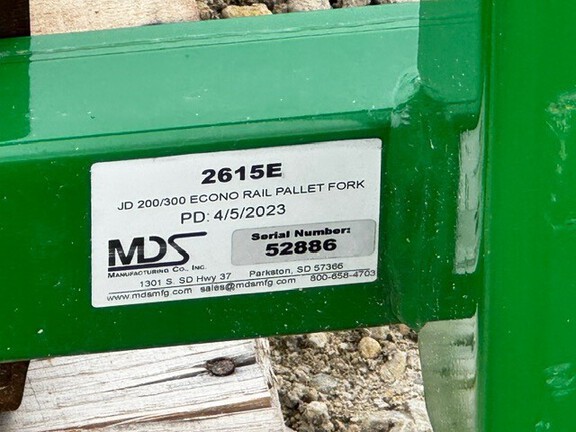 2615E
JD 200/300 ECONO RAIL PALLET FORK
PD: 4/5/2023
MDS
MANUFACTURING CO., INC.
Serial Number:
52886
1301 S. SD Hwy 37 Parkston, SD 57366
www.mdsmfg.com sales@mdsmfg.com 800-658-4703